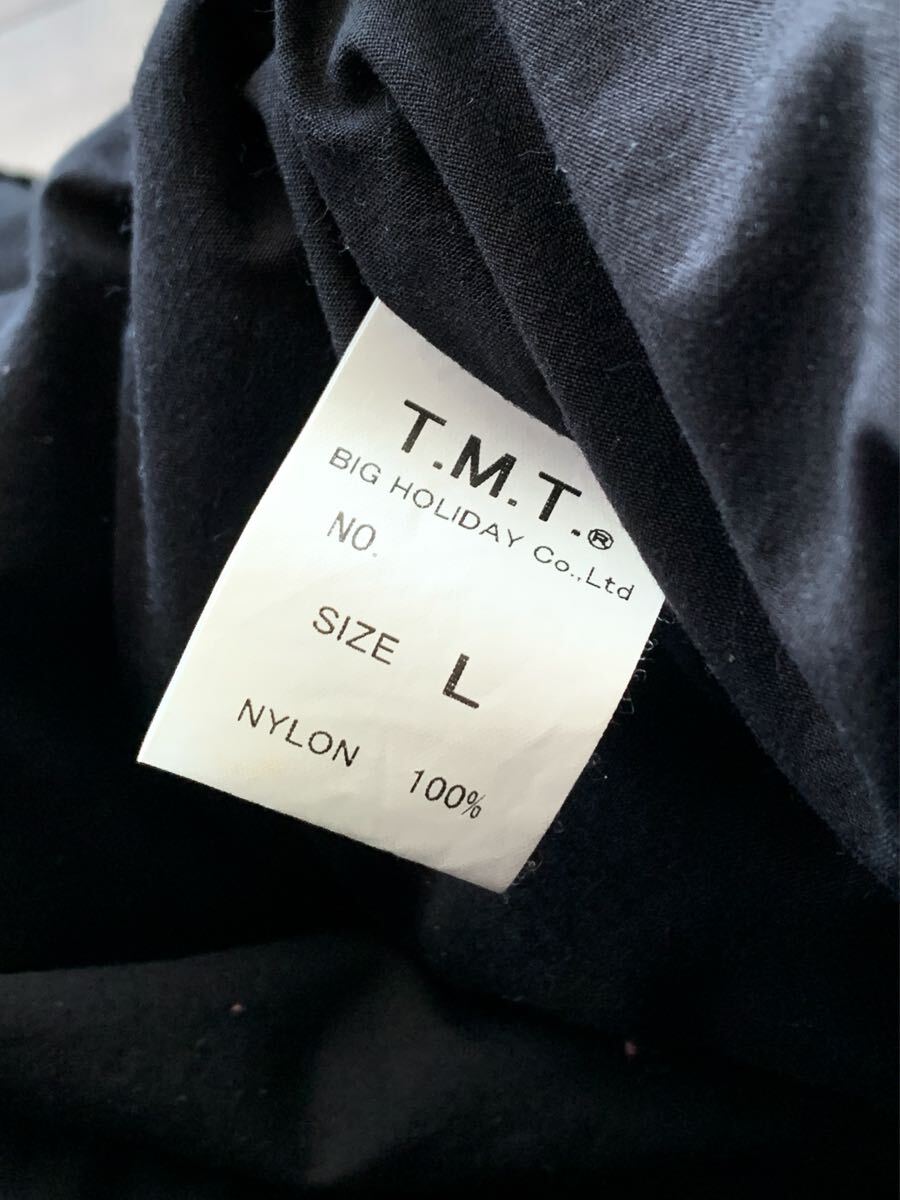 T.M.T.®
BIG HOLIDAY Co.,Ltd
NO.
SIZE L
NYLON 100%